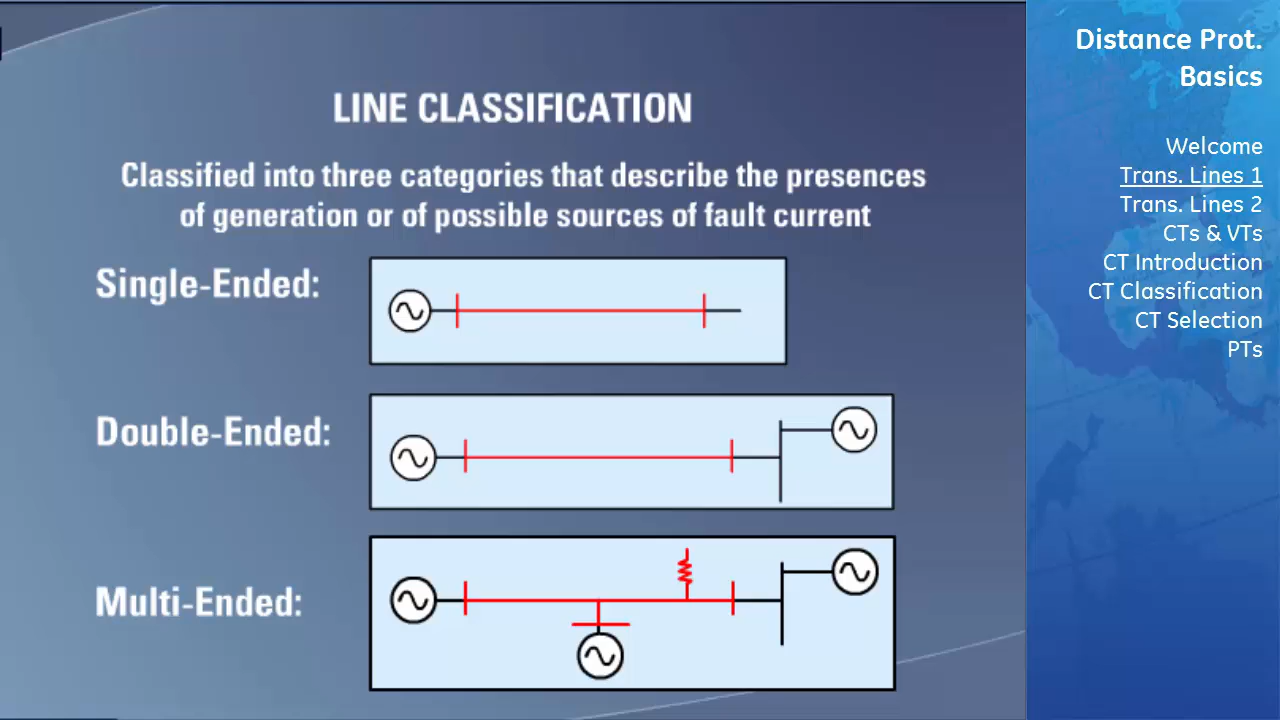 LINE CLASSIFICATION
Classified into three categories that describe the presences
of generation or of possible sources of fault current
Single-Ended:
Double-Ended:
Multi-Ended:
Distance Prot.
Basics
Welcome
Trans. Lines 1
Trans. Lines 2
CTs & VTs
CT Introduction
CT Classification
CT Selection
PTs